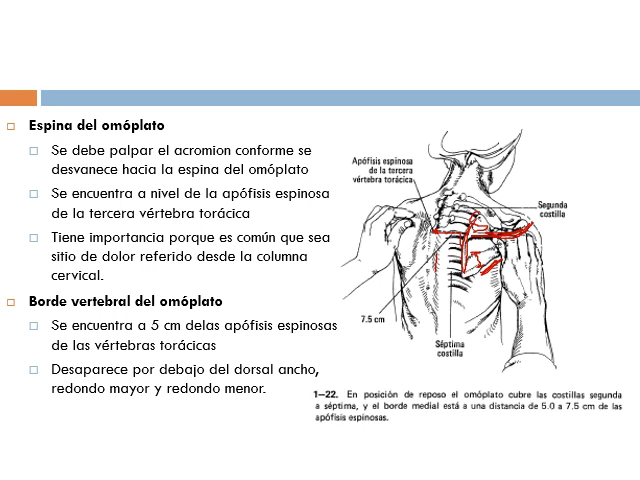 Espina del omóplato
Se debe palpar el acromion conforme se
desvanece hacia la espina del omóplato
Se encuentra a nivel de la apófisis espinosa
de la tercera vértebra torácica
Tiene importancia porque es común que sea
sitio de dolor referido desde la columna
cervical.
Borde vertebral del omóplato
Se encuentra a 5 cm delas apófisis espinosas
de las vértebras torácicas
Desaparece por debajo del dorsal ancho,
redondo mayor y redondo menor.
Apófisis espinosa
de la tercera
vértebra torácica
Segunda
costilla
7.5 cm
Séptima
costilla
1—22. En posición de reposo el omóplato cubre las costillas segunda
a séptima, y el borde medial está a una distancia de 5.0 a 7.5 cm de las
apófisis espinosas.